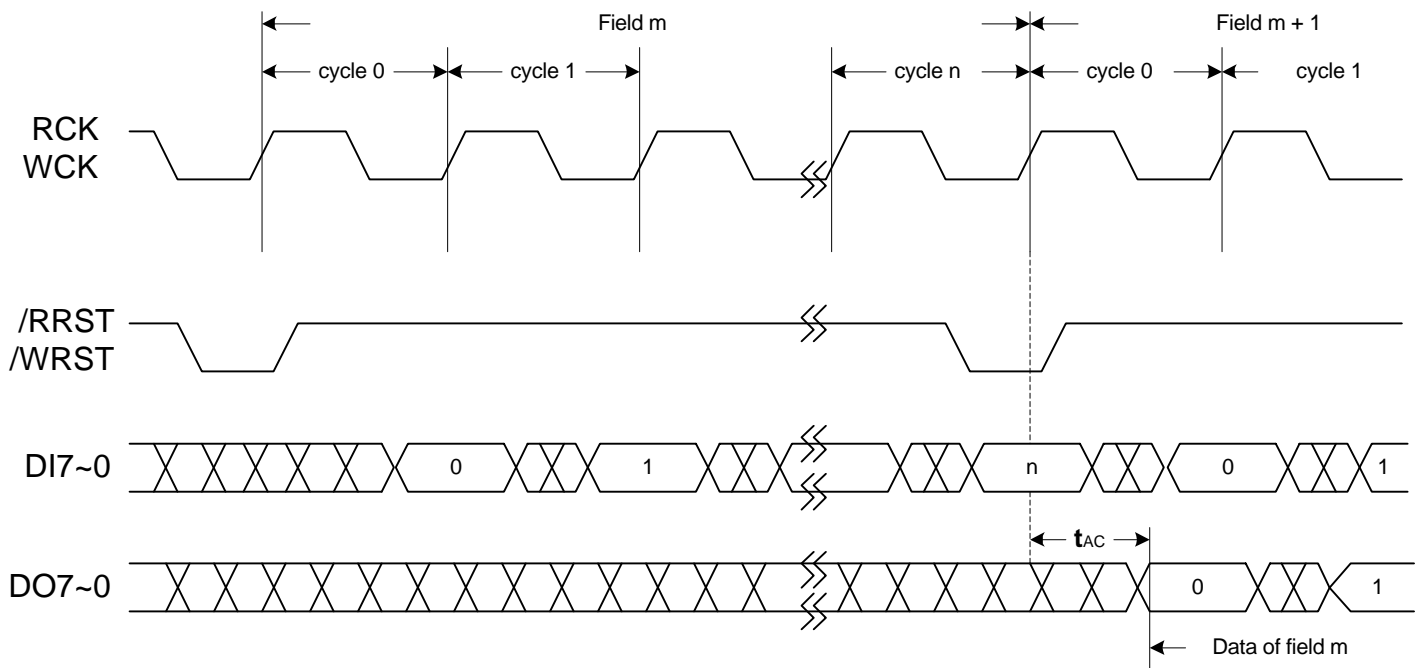 Field m
Field m + 1
cycle 0
cycle 1
cycle n
cycle 0
cycle 1
RCK
WCK
/RRST
/WRST
DI7~0
0
1
n
0
1
tAC
DO7~0
0
1
Data of field m